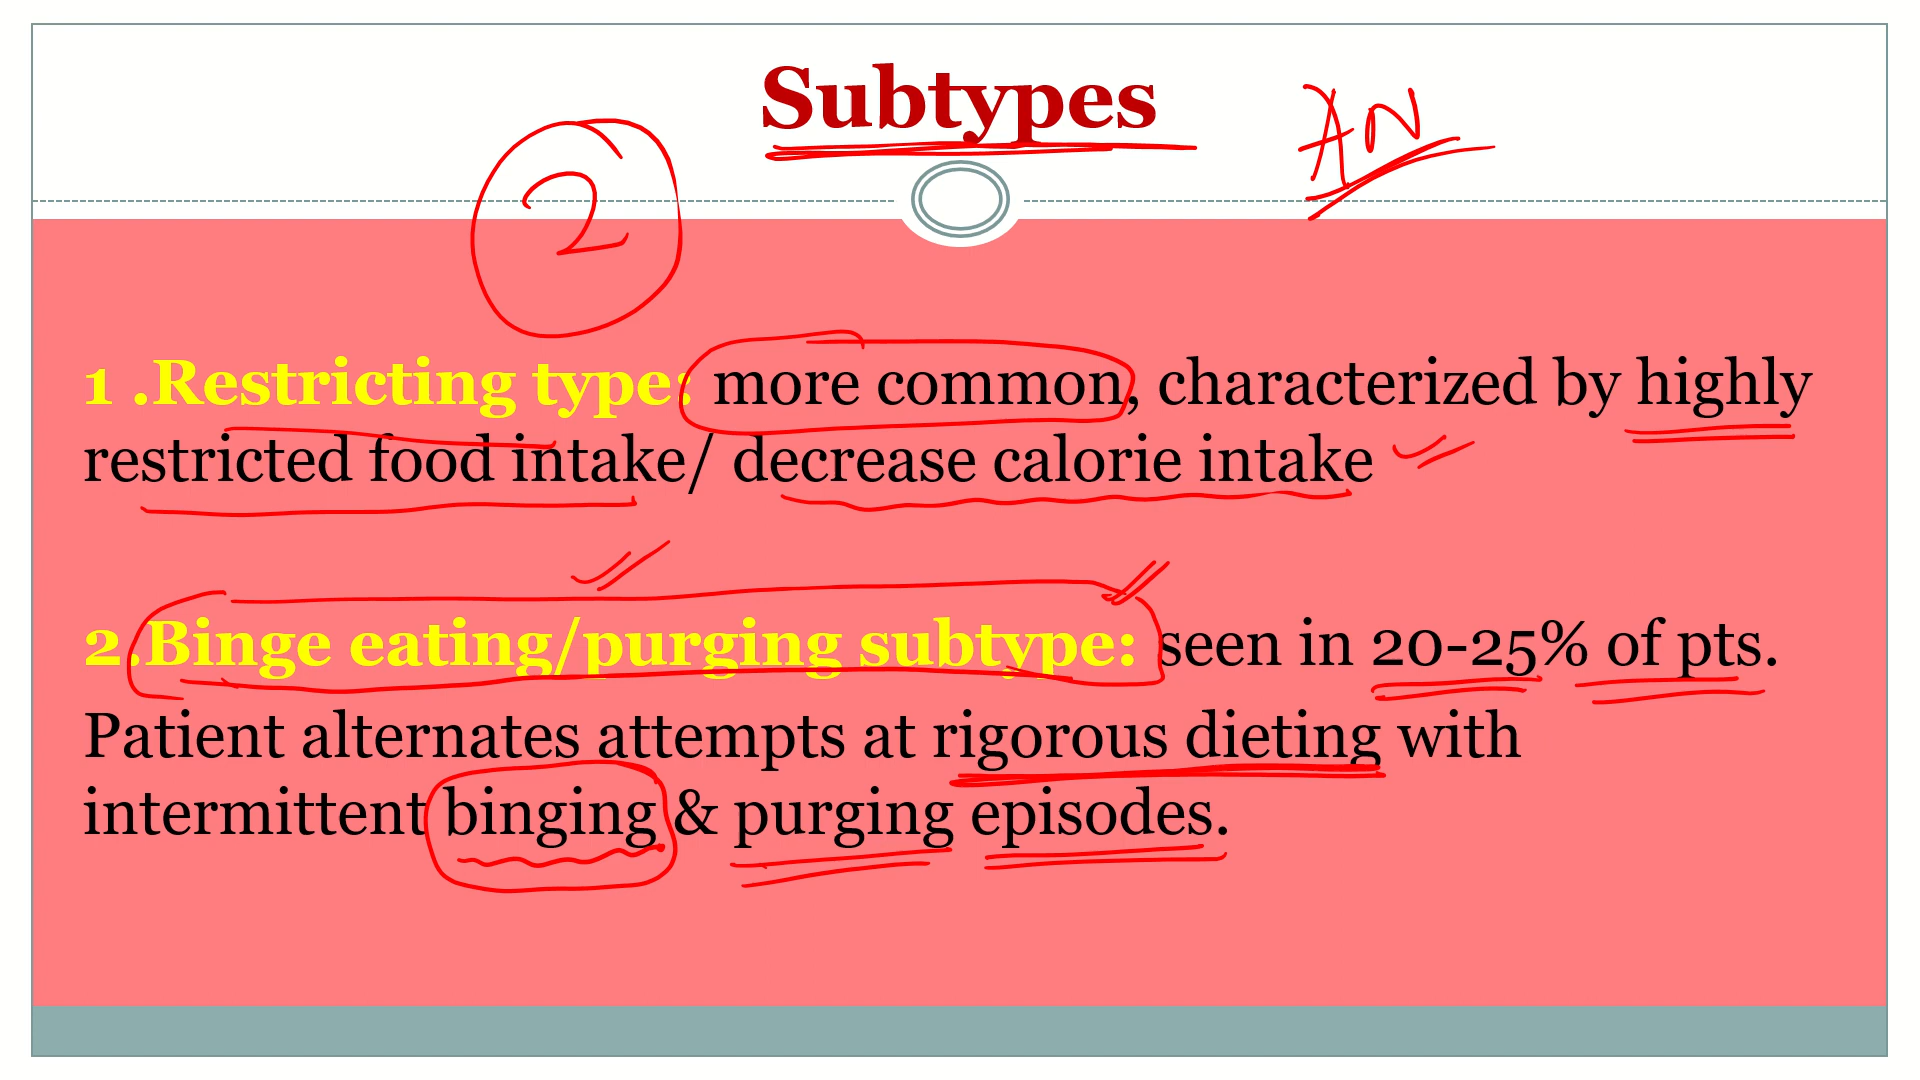 Subtypes
AN
2
1 .Restricting type: more common, characterized by highly
restricted food intake/ decrease calorie intake
2.Binge eating/purging subtype: seen in 20-25% of pts.
Patient alternates attempts at rigorous dieting with
intermittent binging & purging episodes.